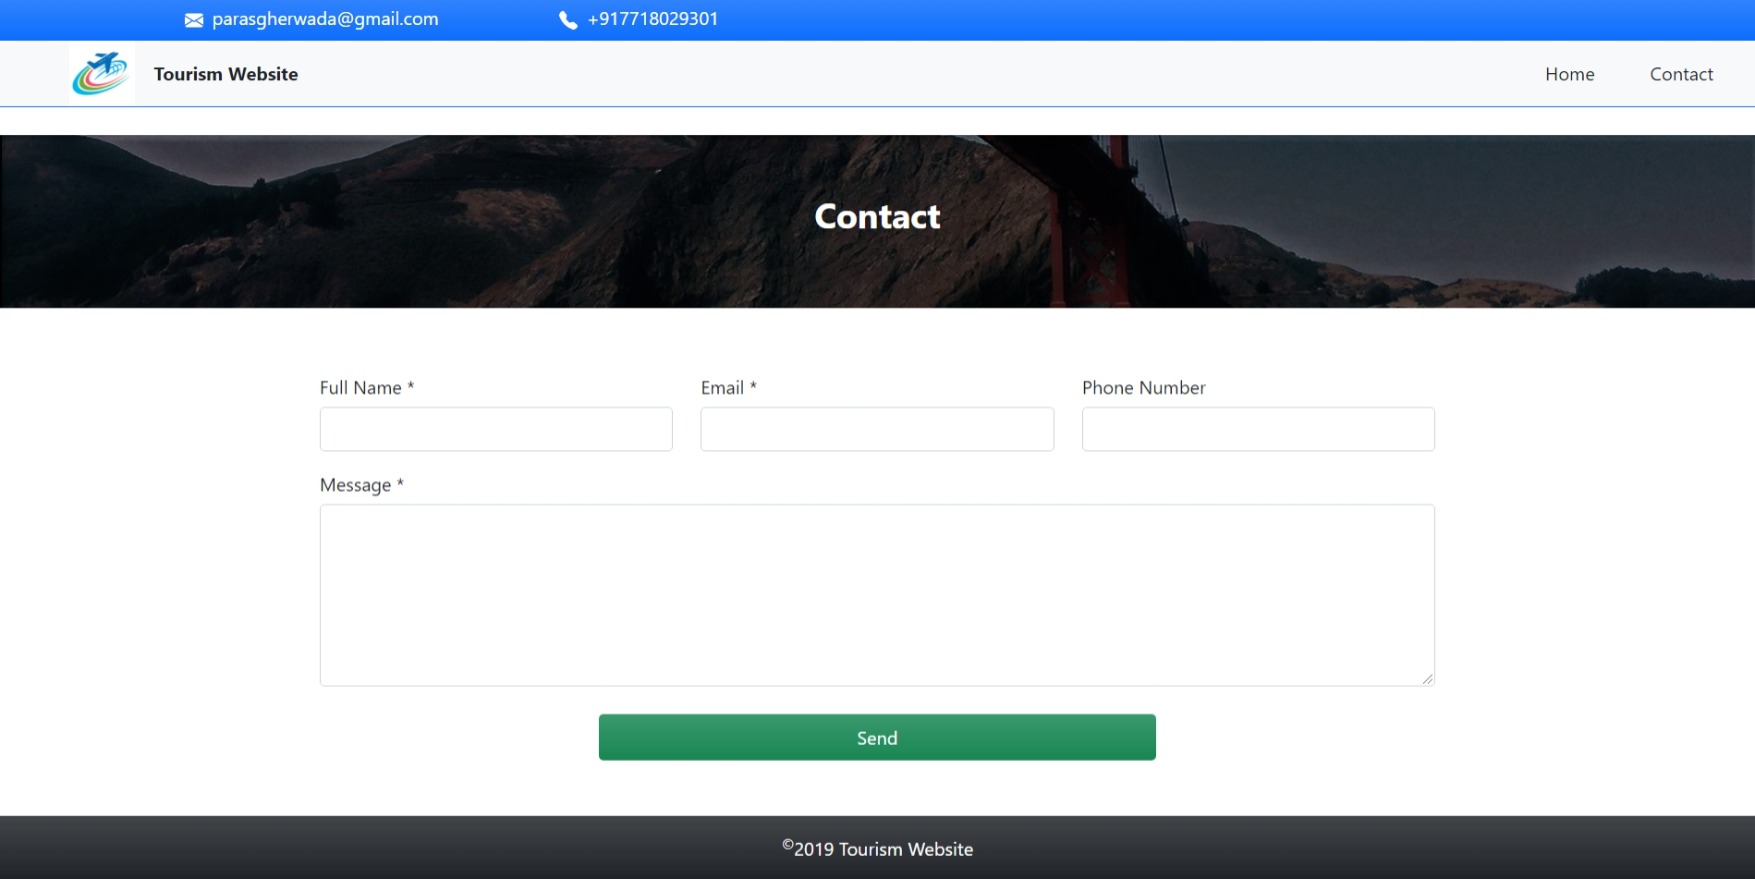 parasgherwada@gmail.com +917718029301
Tourism Website Home Contact
Contact
Full Name * Email * Phone Number
Message *
Send
©2019 Tourism Website